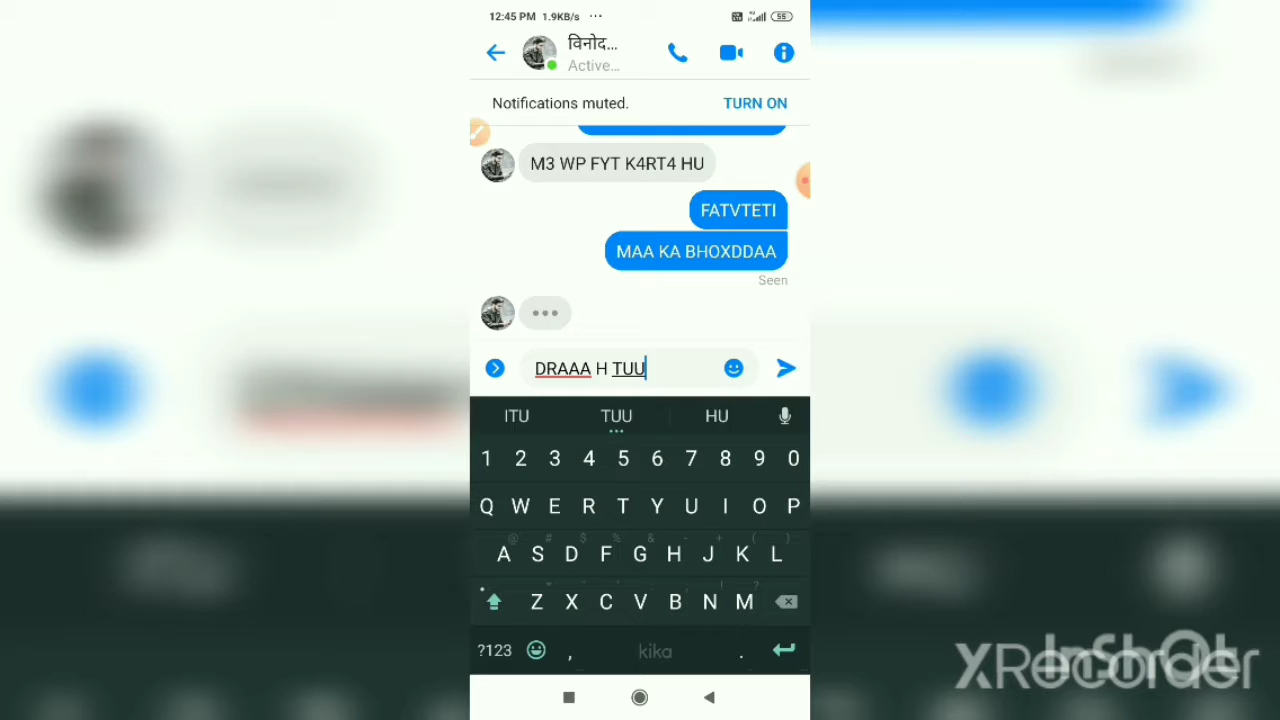 12:45 PM 1.9KB/s ...
55
विनोद...
Active...
Notifications muted. TURN ON
M3 WP FYT K4RT4 HU
FATVTETI
MAA KA BHOXDDAA
Seen
DRAAA H TUU
ITU TUU HU
1 2 3 4 5 6 7 8 9 0
Q W E R T Y U I O P
@ # $ % & - + ( )
A S D F G H J K L
Z X C V B N M
?123 , kika .
XRecorder
InShOt